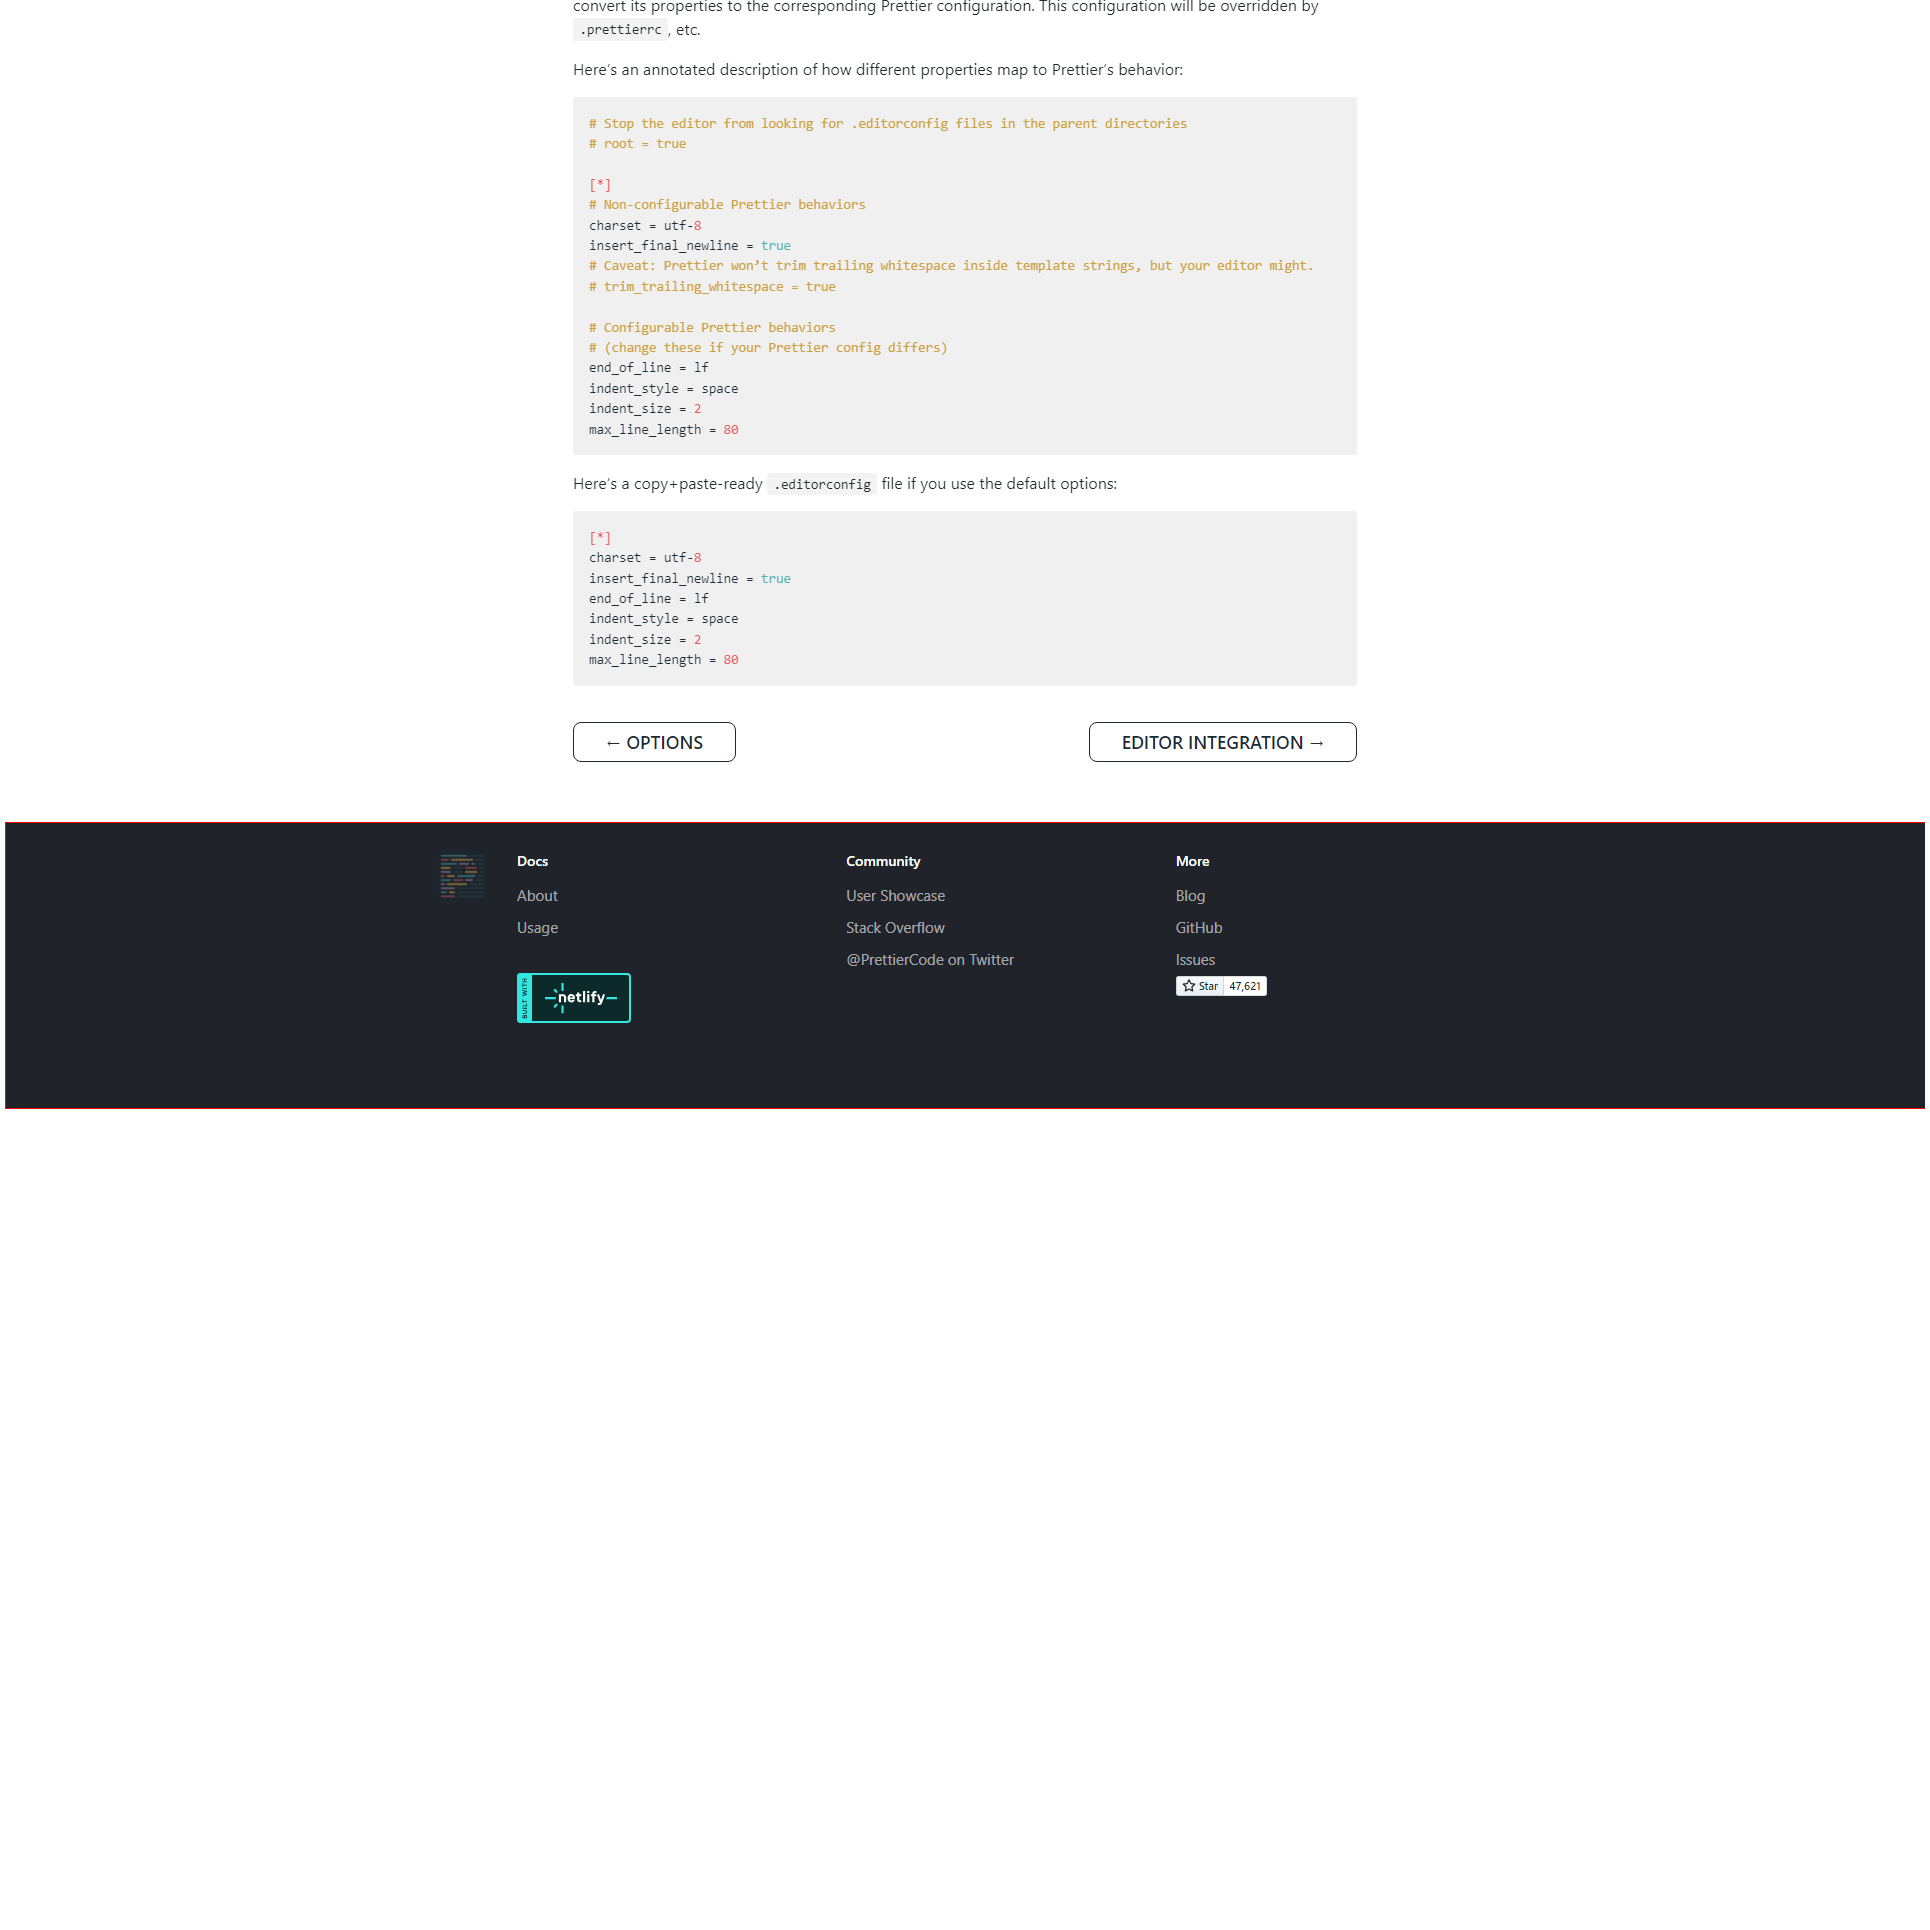 convert its properties to the corresponding Prettier configuration. This configuration will be overridden by
.prettierrc, etc.
Here’s an annotated description of how different properties map to Prettier’s behavior:
# Stop the editor from looking for .editorconfig files in the parent directories
# root = true
[*]
# Non-configurable Prettier behaviors
charset = utf-8
insert_final_newline = true
# Caveat: Prettier won’t trim trailing whitespace inside template strings, but your editor might.
# trim_trailing_whitespace = true
# Configurable Prettier behaviors
# (change these if your Prettier config differs)
end_of_line = lf
indent_style = space
indent_size = 2
max_line_length = 80
Here’s a copy+paste-ready .editorconfig file if you use the default options:
[*]
charset = utf-8
insert_final_newline = true
end_of_line = lf
indent_style = space
indent_size = 2
max_line_length = 80
← OPTIONS
EDITOR INTEGRATION →
Docs
About
Usage
BUILT WITH
netlify
Community
User Showcase
Stack Overflow
@PrettierCode on Twitter
More
Blog
GitHub
Issues
Star 47,621